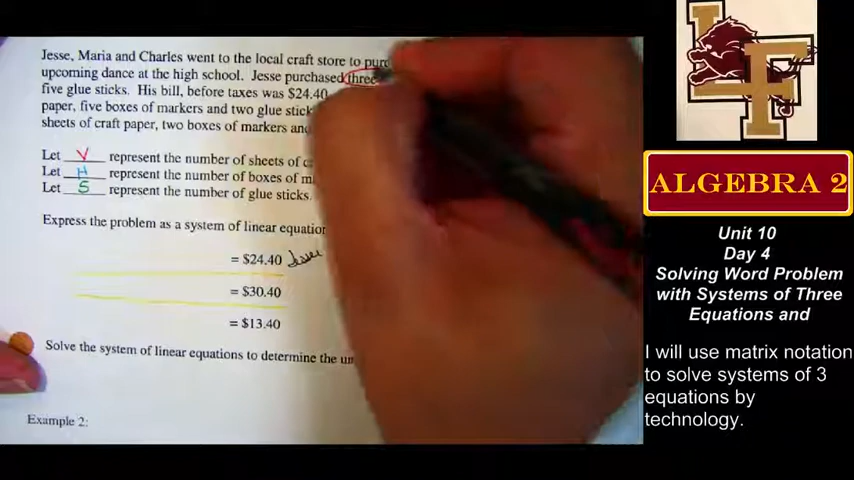 Jesse, Maria and Charles went to the local craft store to purc
upcoming dance at the high school. Jesse purchased three
five glue sticks. His bill, before taxes was $24.40
paper, five boxes of markers and two glue stick
sheets of craft paper, two boxes of markers and
Let V represent the number of sheets of c
Let H represent the number of boxes of m
Let S represent the number of glue sticks.
Express the problem as a system of linear equation
= $24.40 Jesse
= $30.40
= $13.40
Solve the system of linear equations to determine the un
Example 2:
LF
ALGEBRA 2
Unit 10
Day 4
Solving Word Problem
with Systems of Three
Equations and
I will use matrix notation
to solve systems of 3
equations by
technology.